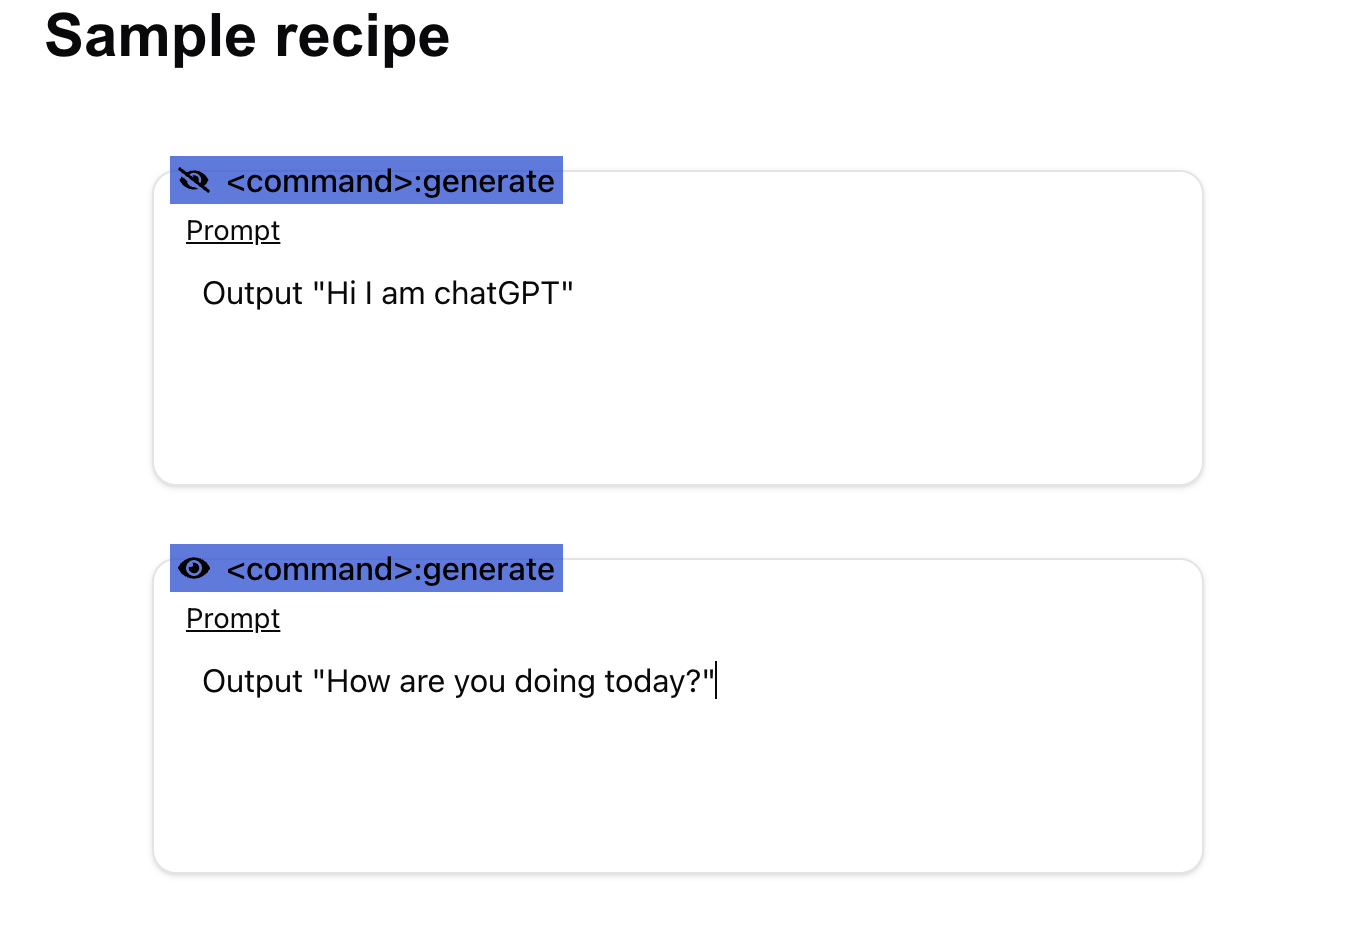 Sample recipe
<command>:generate
Prompt
Output "Hi I am chatGPT"
<command>:generate
Prompt
Output "How are you doing today?"